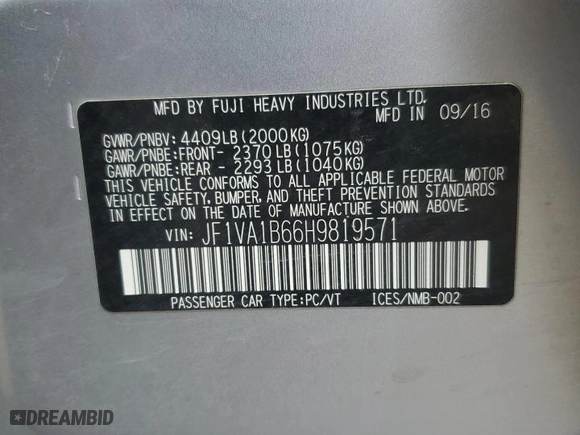 MFD BY FUJI HEAVY INDUSTRIES LTD.
MFD IN 09/16
GVWR/PNBV: 4409LB(2000KG)
GAWR/PNBE:FRONT- 2370LB(1075KG)
GAWR/PNBE:REAR - 2293LB(1040KG)
THIS VEHICLE CONFORMS TO ALL APPLICABLE FEDERAL MOTOR
VEHICLE SAFETY, BUMPER, AND THEFT PREVENTION STANDARDS
IN EFFECT ON THE DATE OF MANUFACTURE SHOWN ABOVE.
VIN: JF1VA1B66H9819571
PASSENGER CAR TYPE:PC/VT ICES/NMB-002
DREAMBID